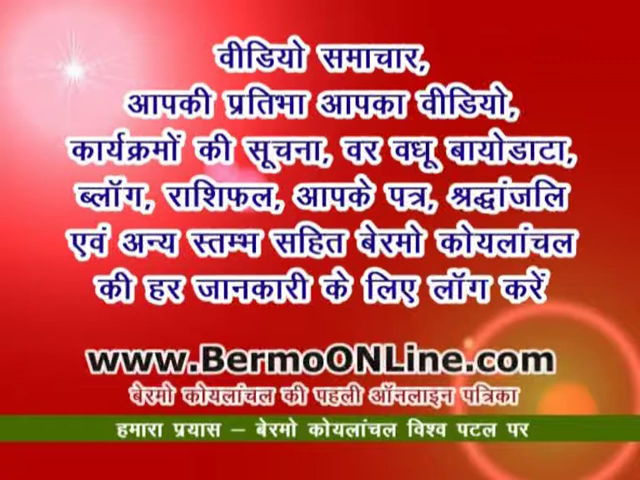 वीडियो समाचार,
आपकी प्रतिभा आपका वीडियो,
कार्यक्रमों की सूचना, वर वधू बायोडाटा,
ब्लॉग, राशिफल, आपके पत्र, श्रद्धांजलि
एवं अन्य स्तम्भ सहित बेरमो कोयलांचल
की हर जानकारी के लिए लॉग करें
www.BermoONLine.com
बेरमो कोयलांचल की पहली ऑनलाइन पत्रिका
हमारा प्रयास – बेरमो कोयलांचल विश्व पटल पर